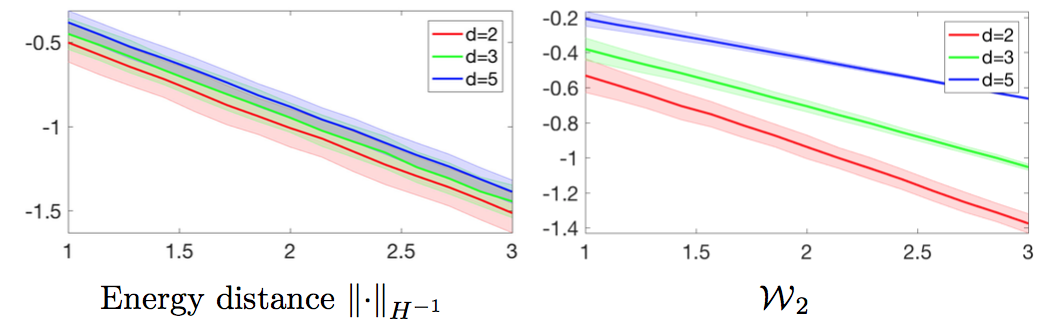 -0.5
-1
-1.5
1 1.5 2 2.5 3
d=2
d=3
d=5
Energy distance ‖·‖_{H^{-1}}
-0.2
-0.4
-0.6
-0.8
-1
-1.2
-1.4
1 1.5 2 2.5 3
d=2
d=3
d=5
𝒲₂